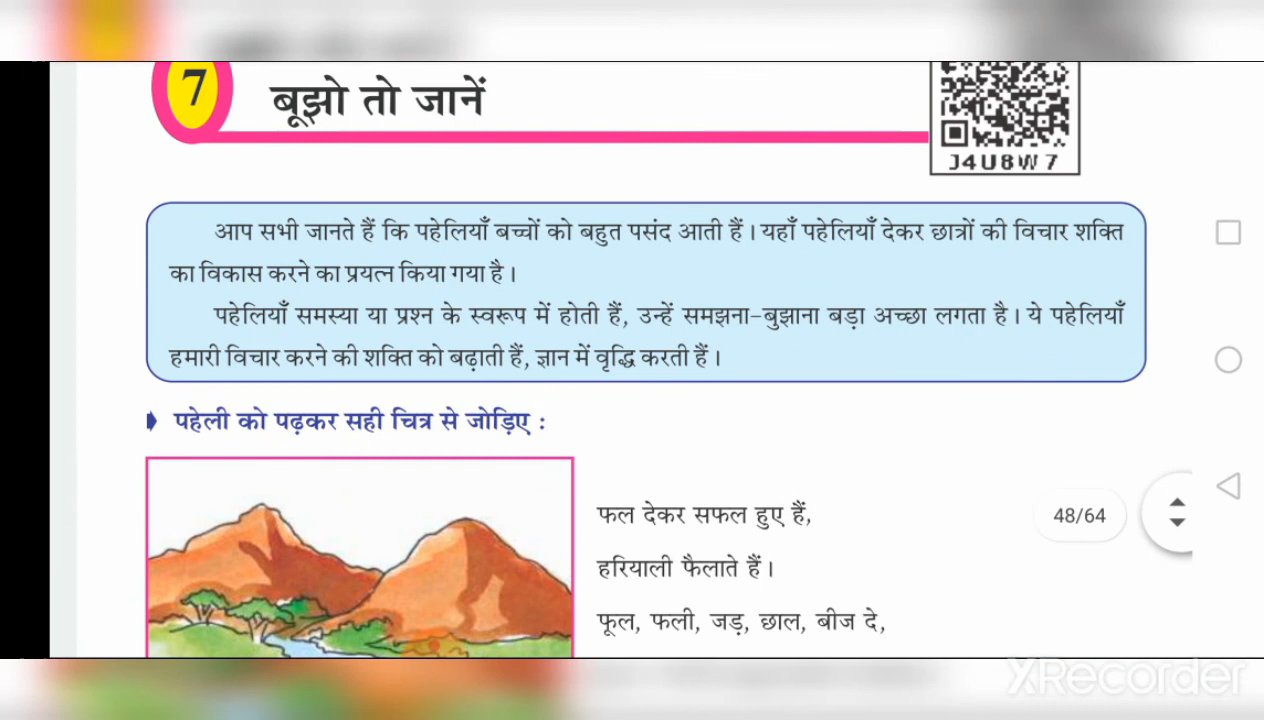 7
बूझो तो जानें
J4U8W7
आप सभी जानते हैं कि पहेलियाँ बच्चों को बहुत पसंद आती हैं। यहाँ पहेलियाँ देकर छात्रों की विचार शक्ति
का विकास करने का प्रयत्न किया गया है।
पहेलियाँ समस्या या प्रश्न के स्वरूप में होती हैं, उन्हें समझना-बुझाना बड़ा अच्छा लगता है। ये पहेलियाँ
हमारी विचार करने की शक्ति को बढ़ाती हैं, ज्ञान में वृद्धि करती हैं।
पहेली को पढ़कर सही चित्र से जोड़िए :
फल देकर सफल हुए हैं,
48/64
हरियाली फैलाते हैं।
फूल, फली, जड़, छाल, बीज दे,
XRecorder